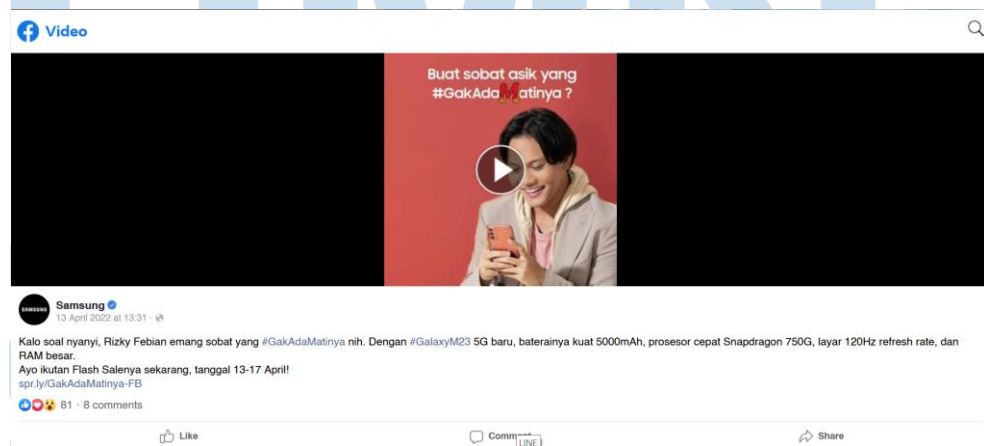 Video
Buat sobat asik yang
#GakAdaMatinya ?
SAMSUNG
Samsung
13 April 2022 at 13:31 ·
Kalo soal nyanyi, Rizky Febian emang sobat yang #GakAdaMatinya nih. Dengan #GalaxyM23 5G baru, baterainya kuat 5000mAh, prosesor cepat Snapdragon 750G, layar 120Hz refresh rate, dan
RAM besar.
Ayo ikutan Flash Salenya sekarang, tanggal 13-17 April!
spr.ly/GakAdaMatinya-FB
81 · 8 comments
Like Comment Share
LINE